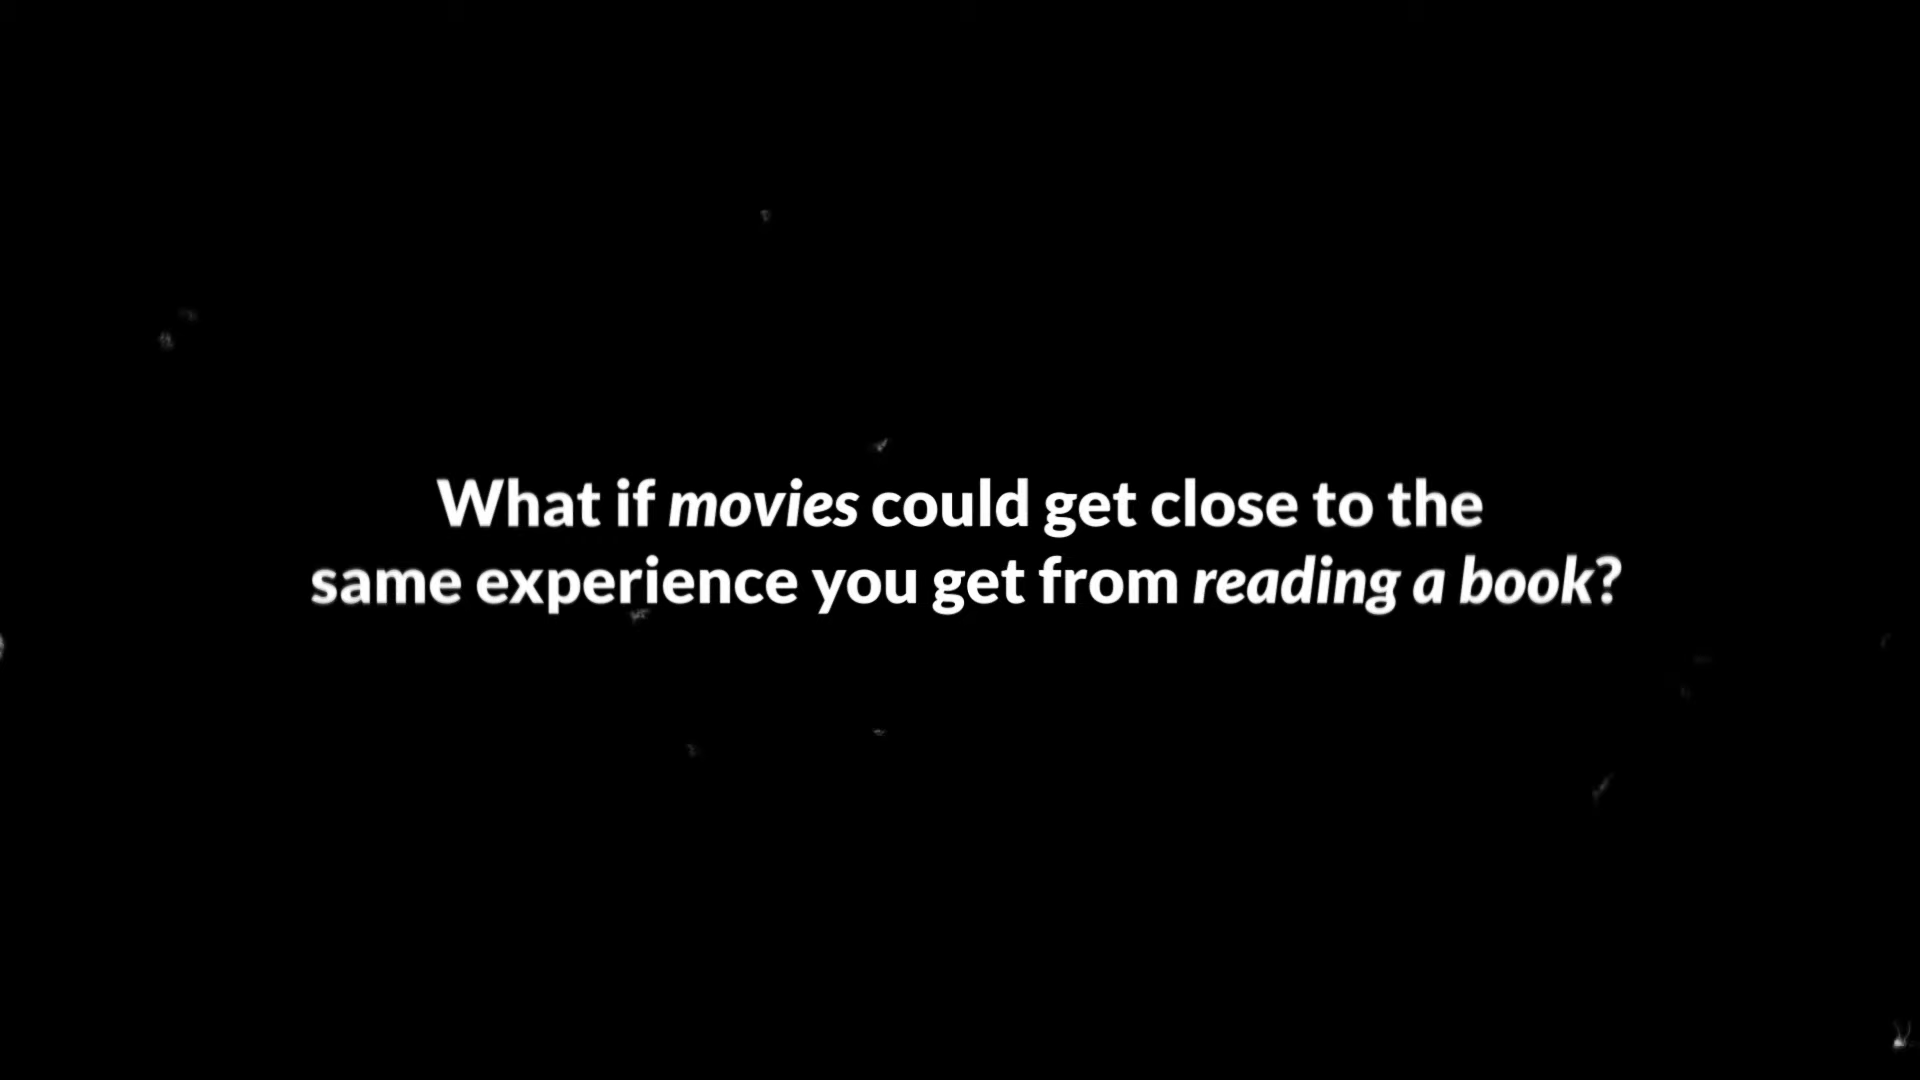 What if movies could get close to the
same experience you get from reading a book?